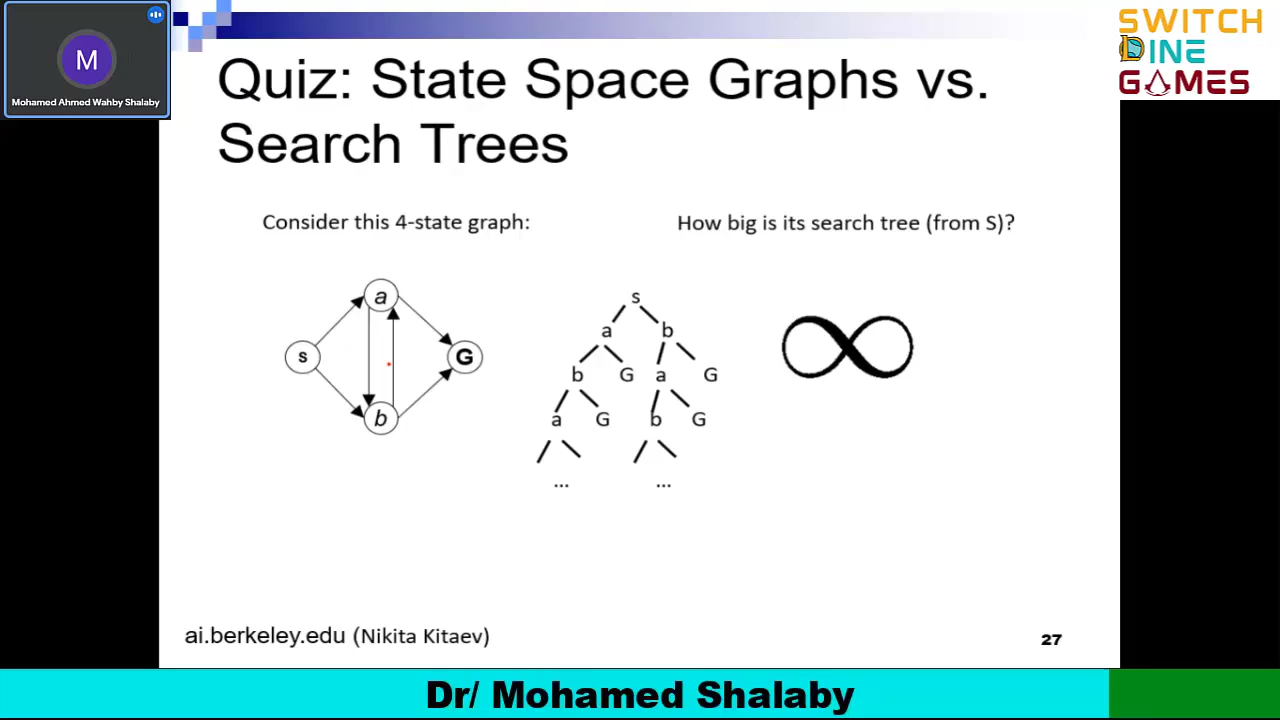 M
Mohamed Ahmed Wahby Shalaby
SWITCH
DINE
GAMES
Quiz: State Space Graphs vs.
Search Trees
Consider this 4-state graph:
How big is its search tree (from S)?
a
s
G
b
s
a b
b G a G
a G b G
... ...
ai.berkeley.edu (Nikita Kitaev)
27
Dr/ Mohamed Shalaby